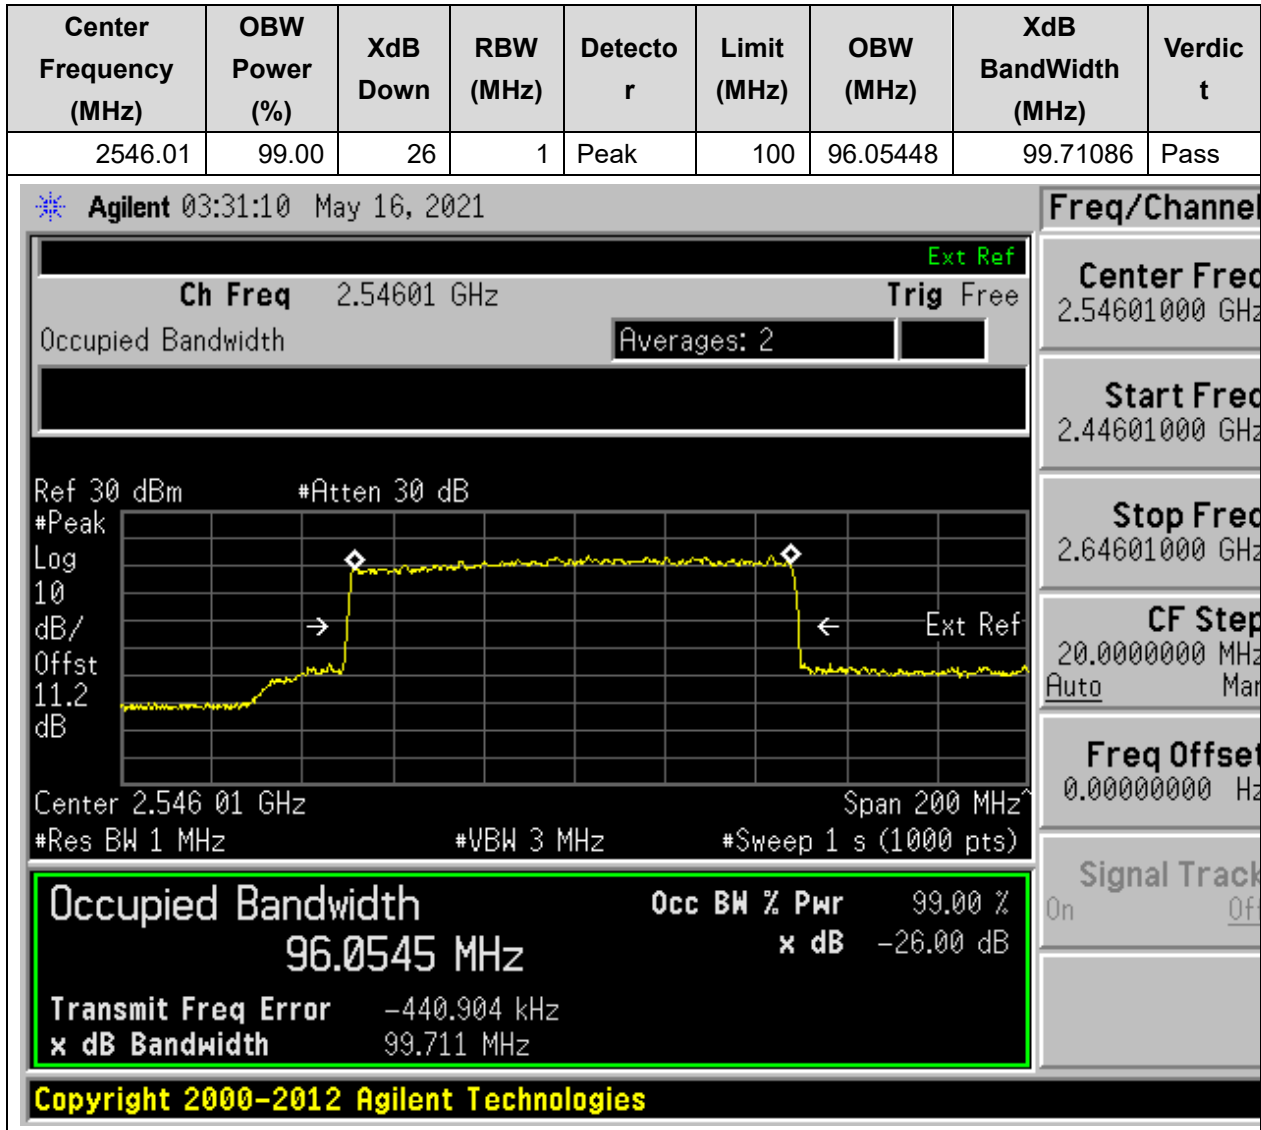 Center Frequency (MHz) OBW Power (%) XdB Down RBW (MHz) Detector Limit (MHz) OBW (MHz) XdB BandWidth (MHz) Verdict
2546.01 99.00 26 1 Peak 100 96.05448 99.71086 Pass
Agilent 03:31:10 May 16, 2021
Ext Ref
Ch Freq 2.54601 GHz Trig Free
Occupied Bandwidth Averages: 2
Ref 30 dBm #Atten 30 dB
#Peak
Log
10
dB/
Offst
11.2
dB
Ext Ref
Center 2.546 01 GHz Span 200 MHz^
#Res BW 1 MHz #VBW 3 MHz #Sweep 1 s (1000 pts)
Occupied Bandwidth Occ BW % Pwr 99.00 %
96.0545 MHz x dB -26.00 dB
Transmit Freq Error -440.904 kHz
x dB Bandwidth 99.711 MHz
Copyright 2000-2012 Agilent Technologies
Freq/Channel
Center Freq
2.54601000 GHz
Start Freq
2.44601000 GHz
Stop Freq
2.64601000 GHz
CF Step
20.0000000 MHz
Auto Man
Freq Offset
0.00000000 Hz
Signal Track
On Off